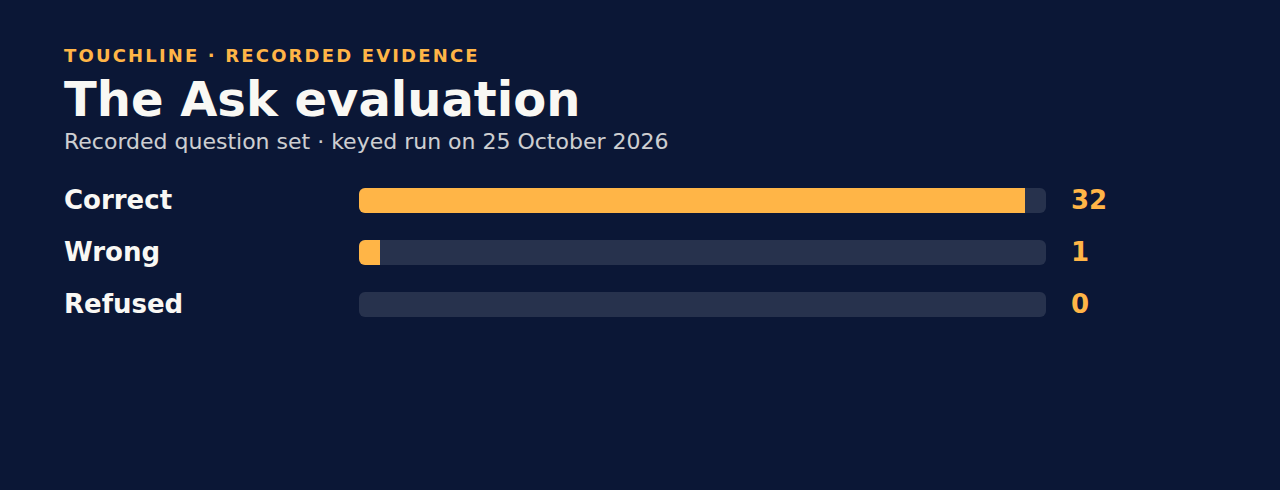 TOUCHLINE · RECORDED EVIDENCE
The Ask evaluation
Recorded question set · keyed run on 25 October 2026
Correct 32
Wrong 1
Refused 0